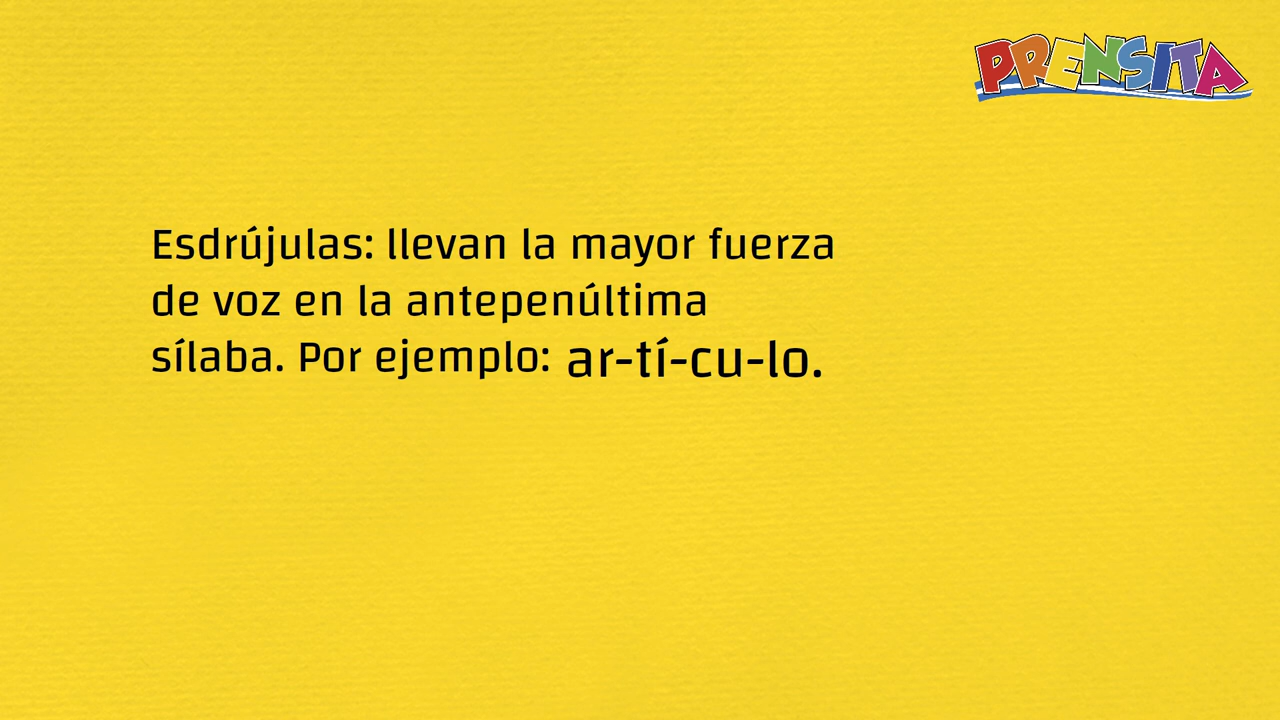 PRENSITA
Esdrújulas: llevan la mayor fuerza
de voz en la antepenúltima
sílaba. Por ejemplo: ar-tí-cu-lo.